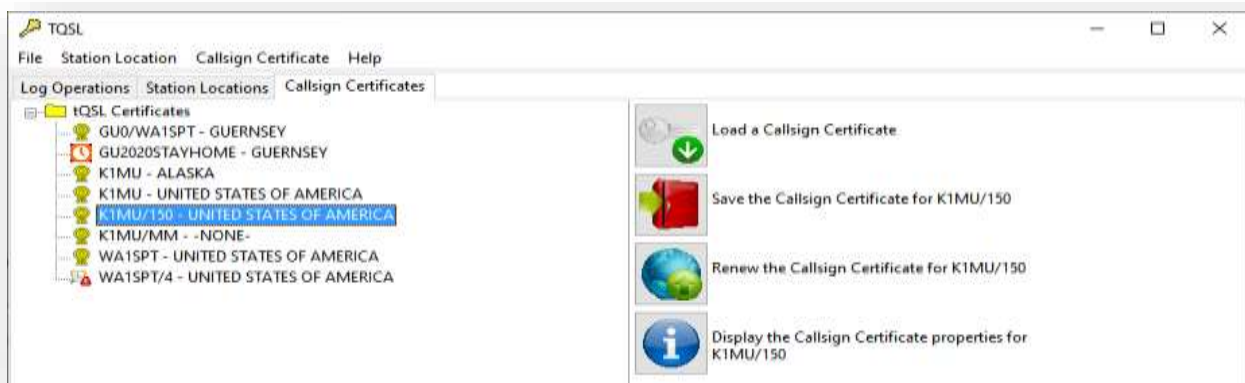 TQSL
File Station Location Callsign Certificate Help
Log Operations Station Locations Callsign Certificates
tQSL Certificates
GU0/WA1SPT - GUERNSEY
GU2020STAYHOME - GUERNSEY
K1MU - ALASKA
K1MU - UNITED STATES OF AMERICA
K1MU/150 - UNITED STATES OF AMERICA
K1MU/MM - -NONE-
WA1SPT - UNITED STATES OF AMERICA
WA1SPT/4 - UNITED STATES OF AMERICA
Load a Callsign Certificate
Save the Callsign Certificate for K1MU/150
Renew the Callsign Certificate for K1MU/150
Display the Callsign Certificate properties for
K1MU/150